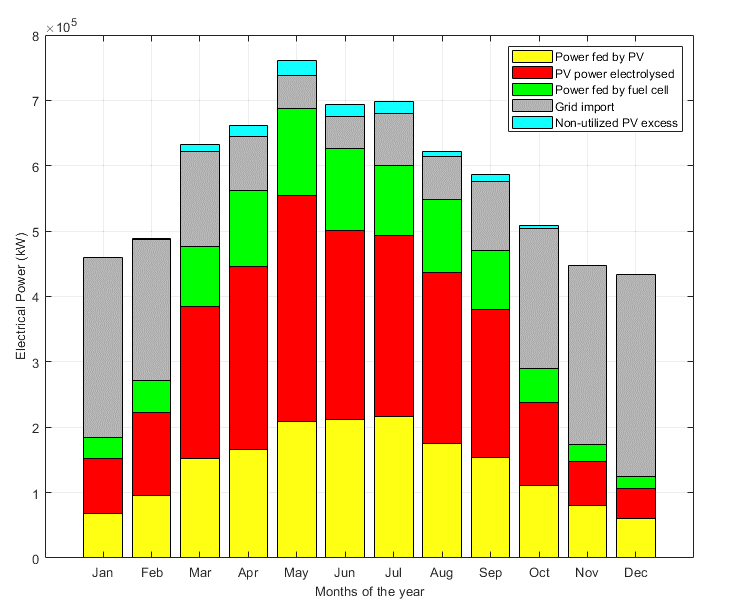 ×10⁵
8
7
6
5
4
3
2
1
0
Electrical Power (kW)
Power fed by PV
PV power electrolysed
Power fed by fuel cell
Grid import
Non-utilized PV excess
Jan Feb Mar Apr May Jun Jul Aug Sep Oct Nov Dec
Months of the year